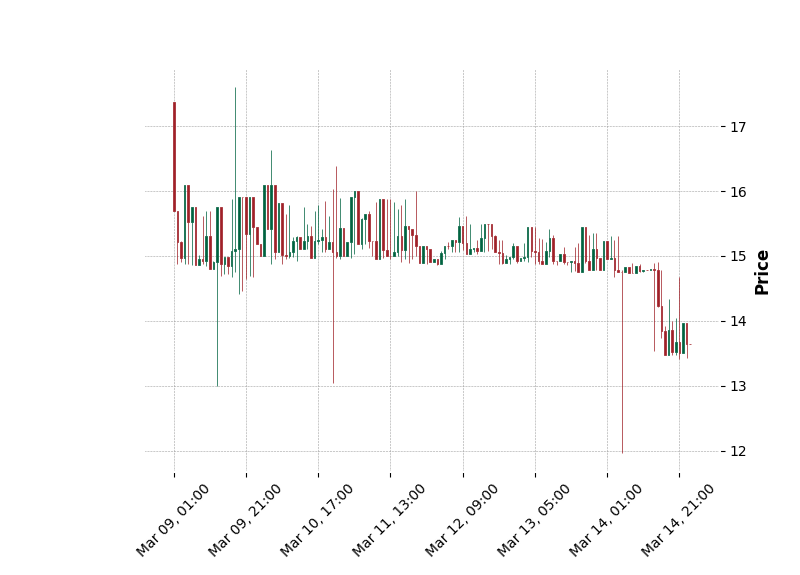 17
16
15
14
13
12
Price
Mar 09, 01:00
Mar 09, 21:00
Mar 10, 17:00
Mar 11, 13:00
Mar 12, 09:00
Mar 13, 05:00
Mar 14, 01:00
Mar 14, 21:00